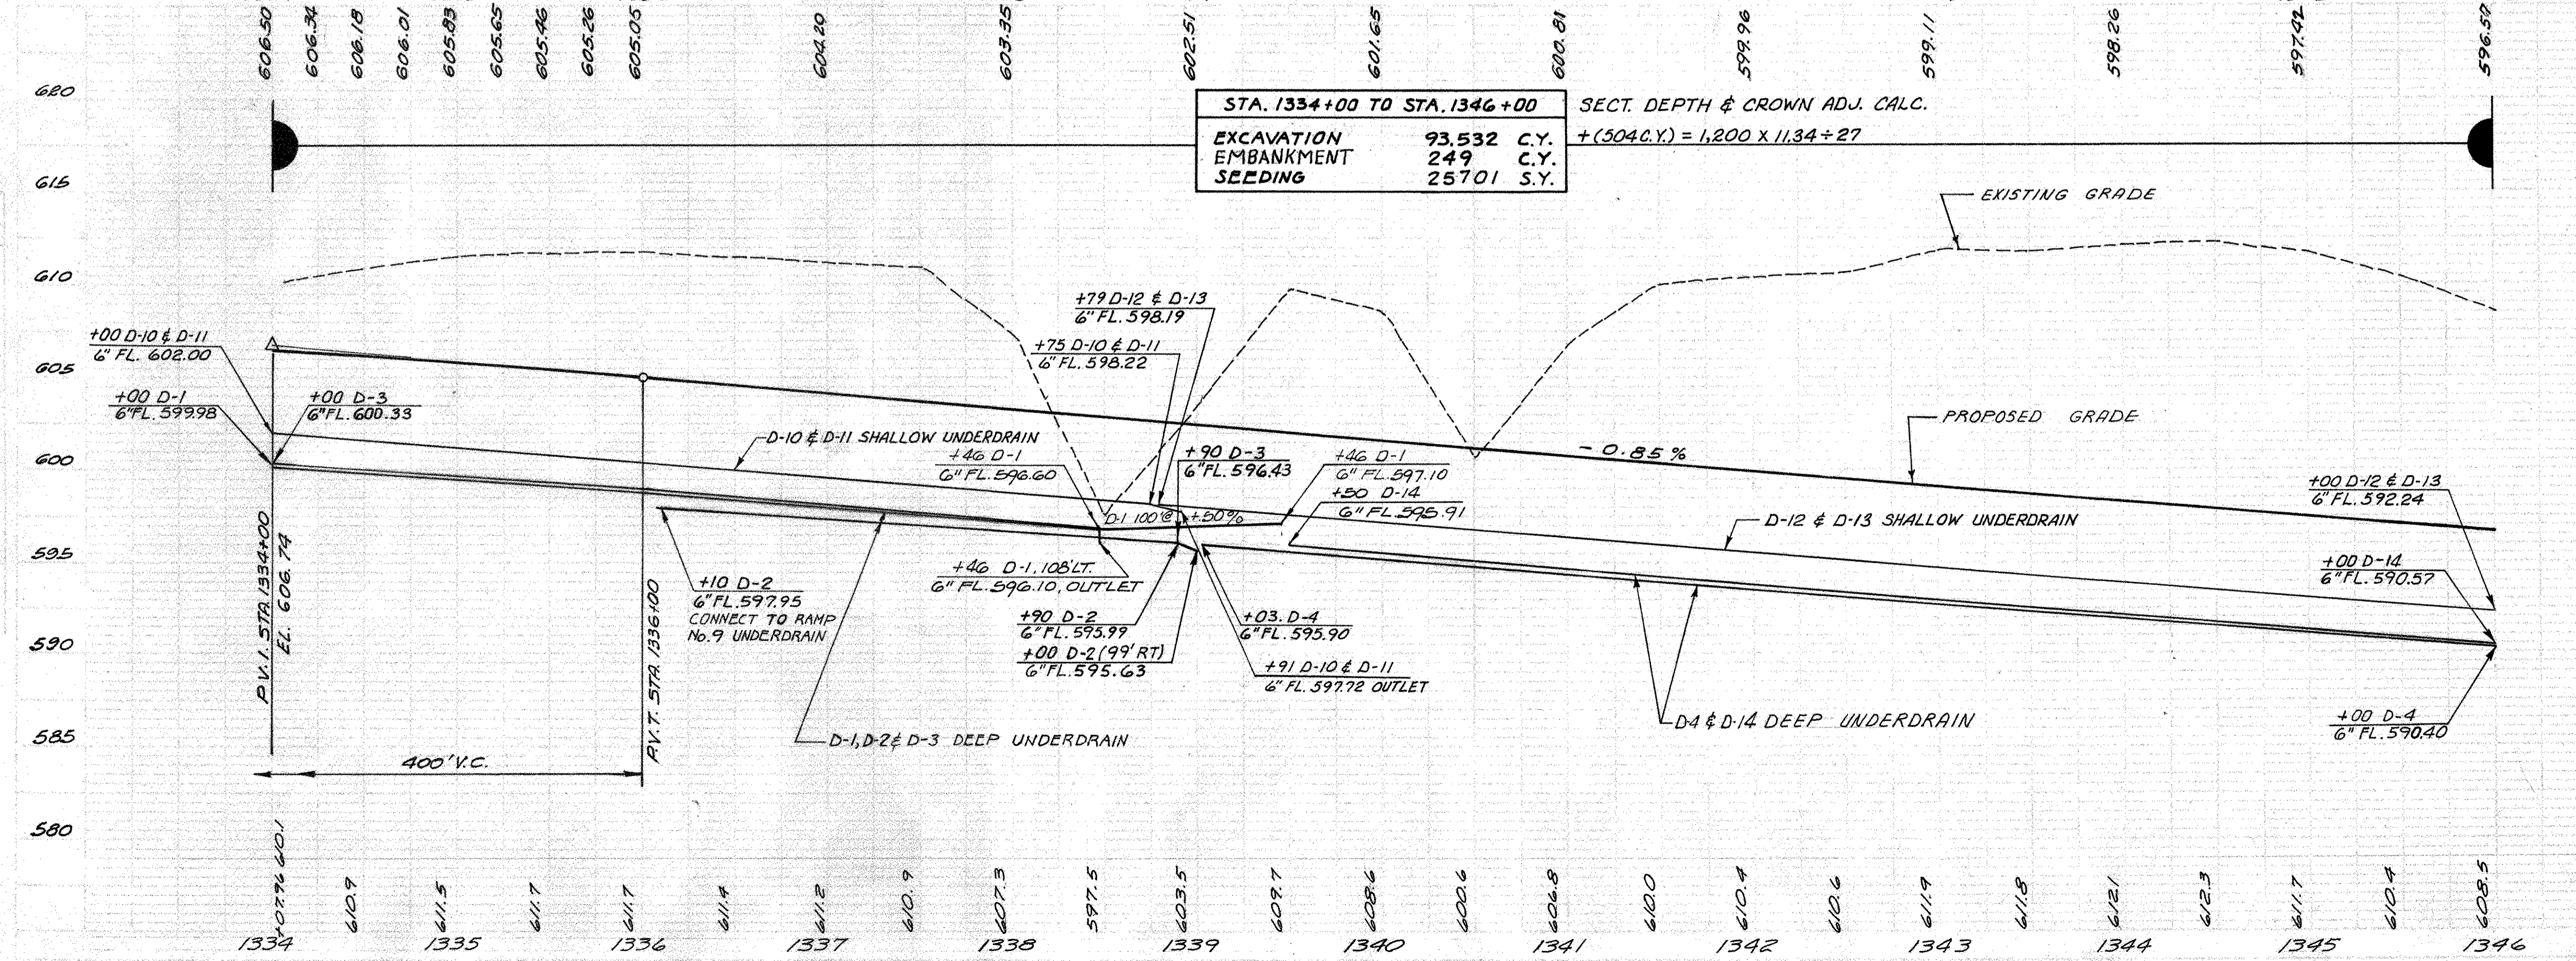 606.50 606.34 606.18 606.01 605.83 605.65 605.46 605.26 605.05 604.20 603.35 602.51 601.65 600.81 599.96 599.11 598.26 597.42 596.57
620
STA. 1334+00 TO STA. 1346+00
EXCAVATION 93.532 C.Y.
EMBANKMENT 249 C.Y.
SEEDING 25701 S.Y.
SECT. DEPTH & CROWN ADJ. CALC.
+(504 C.Y.) = 1,200 X 11.34 ÷ 27
615
EXISTING GRADE
610
+79 D-12 & D-13
6" FL. 598.19
+00 D-10 & D-11
6" FL. 602.00
+75 D-10 & D-11
6" FL. 598.22
605
+00 D-1
6" FL. 599.98
+00 D-3
6" FL. 600.33
PROPOSED GRADE
D-10 & D-11 SHALLOW UNDERDRAIN
+46 D-1
6" FL. 596.60
+90 D-3
6" FL. 596.43
+46 D-1
6" FL. 597.10
- 0.85 %
600
+50 D-14
6" FL. 595.91
+00 D-12 & D-13
6" FL. 592.24
D-1 100' @ +.50%
D-12 & D-13 SHALLOW UNDERDRAIN
595
P.V.I. STA. 1334+00
EL. 606.74
+46 D-1. 108' LT.
6" FL. 596.10, OUTLET
+00 D-14
6" FL. 590.57
+10 D-2
6" FL. 597.95
CONNECT TO RAMP
No. 9 UNDERDRAIN
P.V.T. STA. 1336+00
+90 D-2
6" FL. 595.99
+03. D-4
6" FL. 595.90
590
+00 D-2 (99' RT)
6" FL. 595.63
+91 D-10 & D-11
6" FL. 597.72 OUTLET
D-4 & D-14 DEEP UNDERDRAIN
+00 D-4
6" FL. 590.40
585
D-1, D-2 & D-3 DEEP UNDERDRAIN
400' V.C.
580
+07.96 610.1 610.9 611.5 611.7 611.7 611.4 611.2 610.9 607.3 597.5 603.5 609.7 608.6 600.6 606.8 610.0 610.4 610.6 611.9 611.8 612.1 612.3 611.7 610.4 608.5
1334 1335 1336 1337 1338 1339 1340 1341 1342 1343 1344 1345 1346